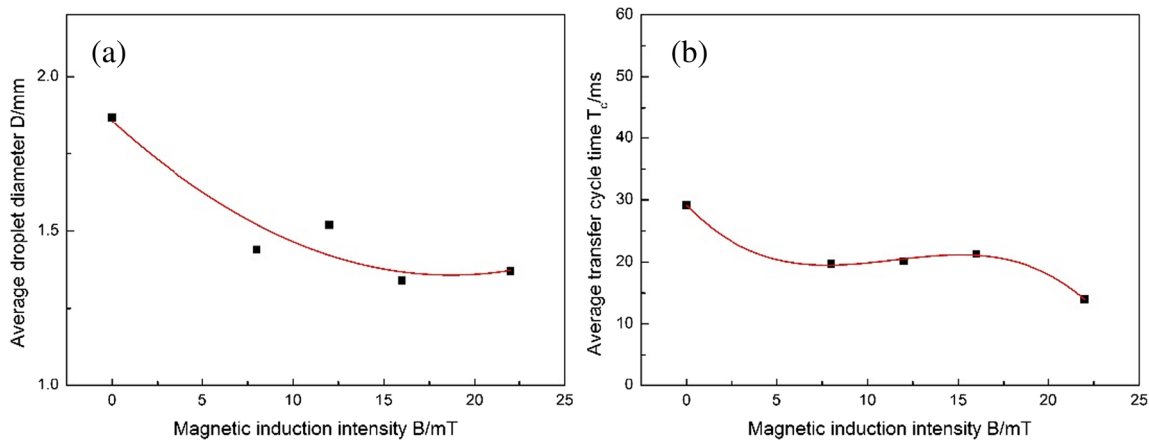 (a)
Average droplet diameter D/mm
2.0
1.5
1.0
0 5 10 15 20 25
Magnetic induction intensity B/mT
(b)
Average transfer cycle time Tc/ms
60
50
40
30
20
10
0
0 5 10 15 20 25
Magnetic induction intensity B/mT